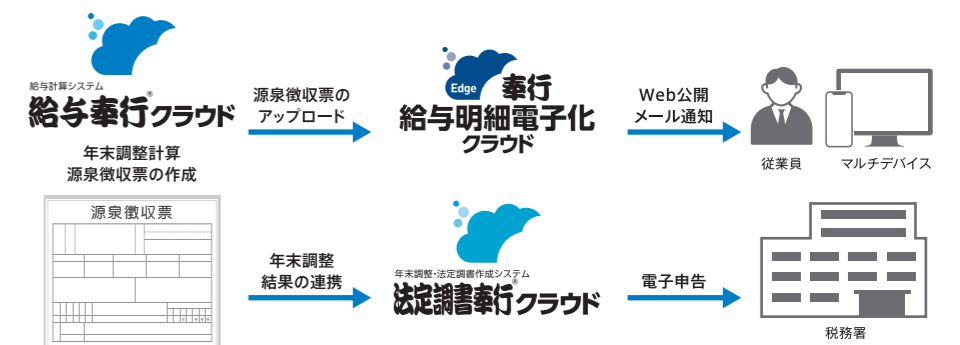 給与計算システム
給与奉行®クラウド
年末調整計算
源泉徴収票の作成
源泉徴収票の
アップロード
Edge 奉行
給与明細電子化
クラウド
Web公開
メール通知
従業員
マルチデバイス
源泉徴収票
年末調整
結果の連携
年末調整・法定調書作成システム
法定調書奉行®クラウド
電子申告
税務署